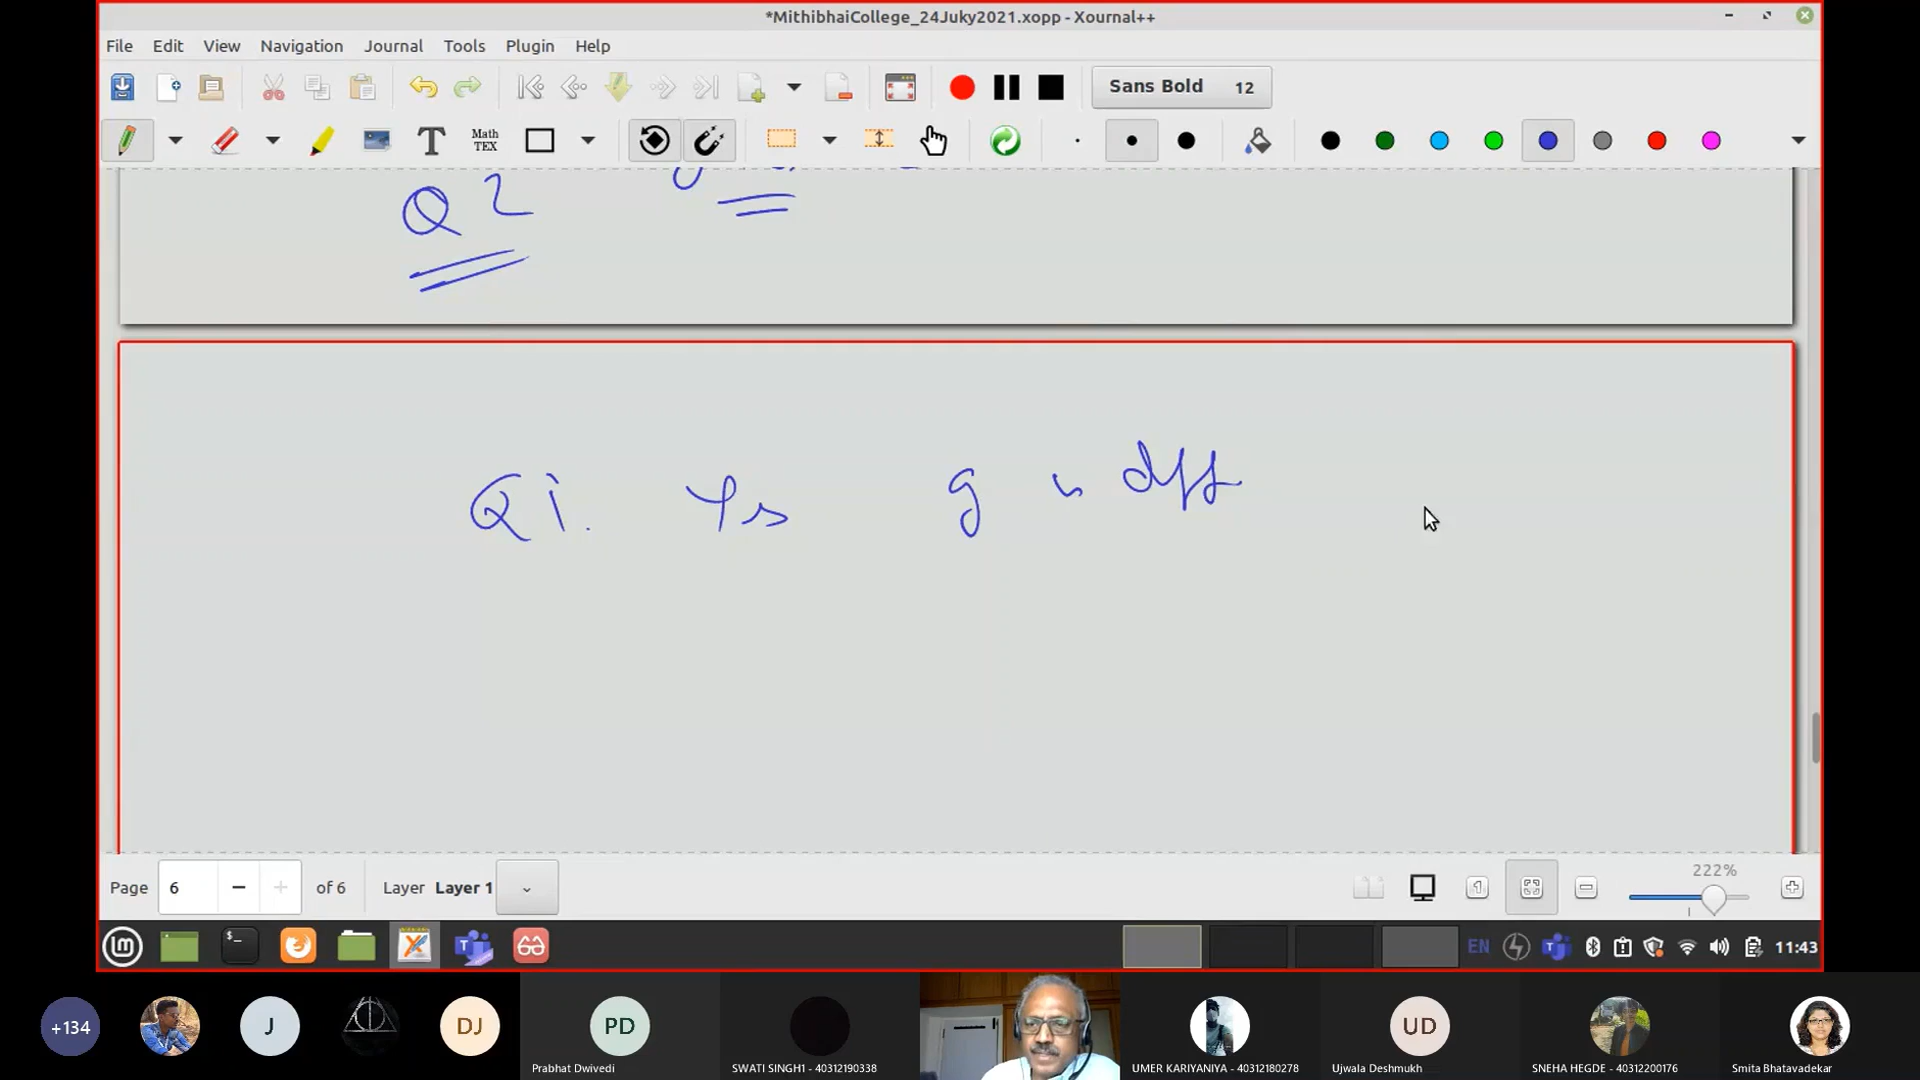 *MithibhaiCollege_24Juky2021.xopp - Xournal++
File Edit View Navigation Journal Tools Plugin Help
Sans Bold 12
T Math TEX
Q 2
Q1. Yes g is diff
Page 6 of 6 Layer Layer 1
222%
EN 11:43
+134 J DJ PD UD
Prabhat Dwivedi SWATI SINGH1 - 40312190338 UMER KARIYANIYA - 40312180278 Ujwala Deshmukh SNEHA HEGDE - 40312200176 Smita Bhatavadekar